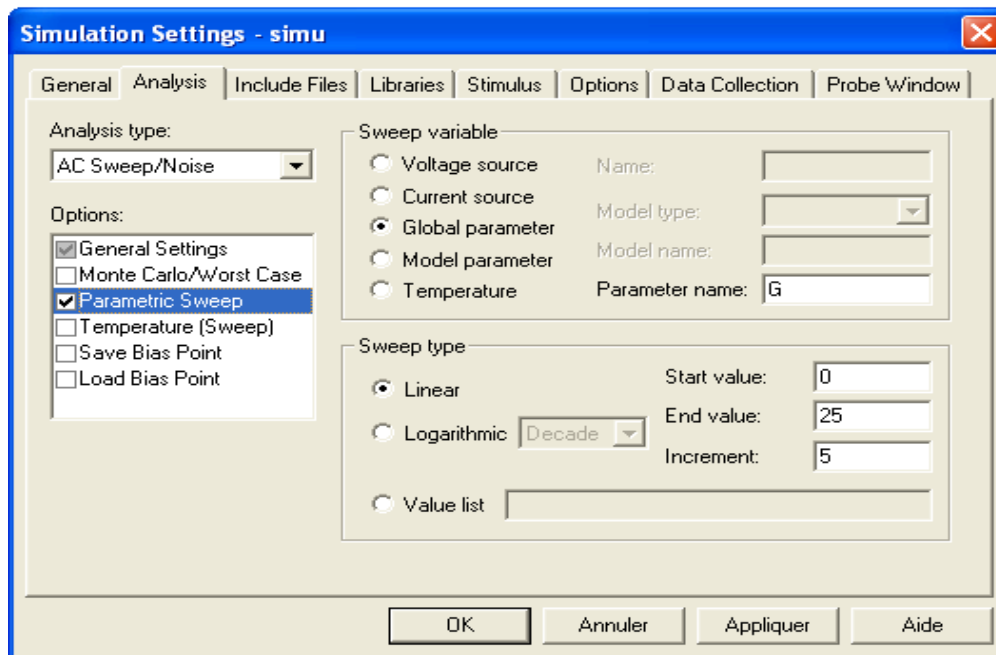 Simulation Settings - simu
General Analysis Include Files Libraries Stimulus Options Data Collection Probe Window
Analysis type:
AC Sweep/Noise
Options:
General Settings
Monte Carlo/Worst Case
Parametric Sweep
Temperature (Sweep)
Save Bias Point
Load Bias Point
Sweep variable
Voltage source
Name:
Current source
Model type:
Global parameter
Model name:
Model parameter
Temperature
Parameter name: G
Sweep type
Linear
Start value: 0
End value: 25
Logarithmic Decade
Increment: 5
Value list
OK Annuler Appliquer Aide